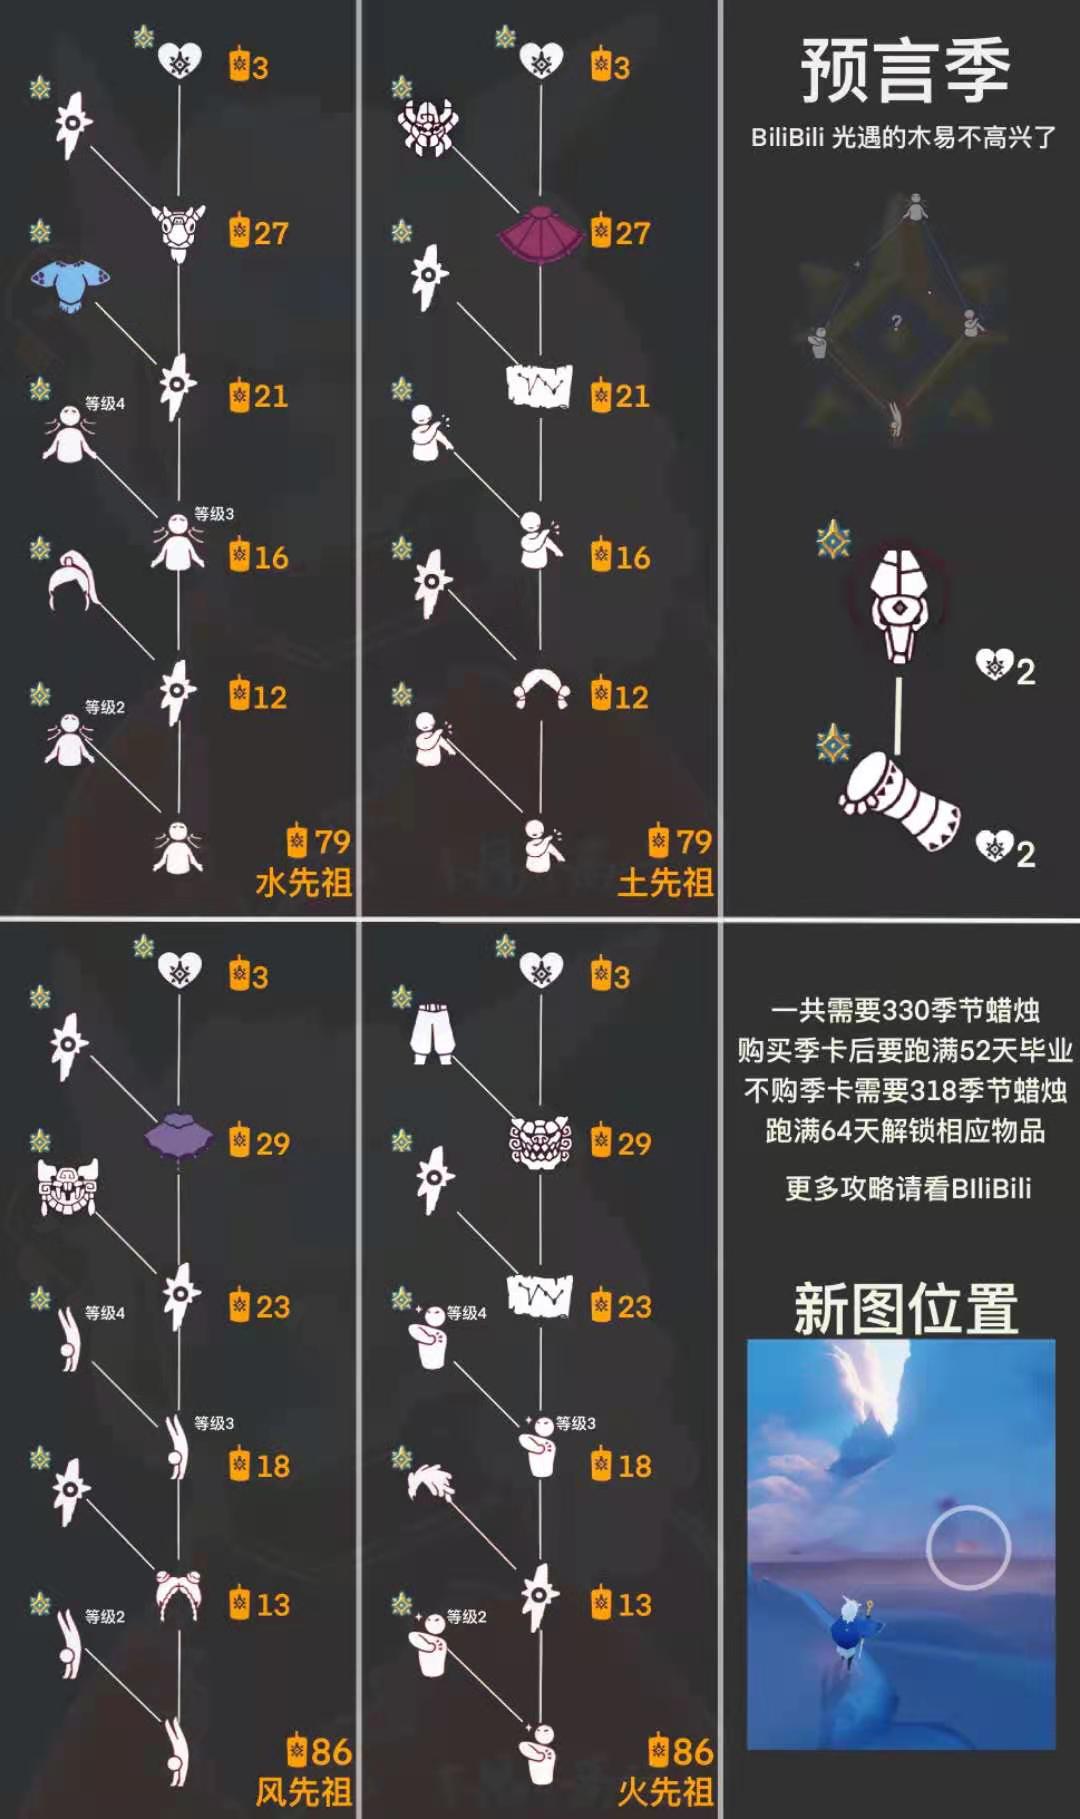 3
27
21
等级4
等级3
16
12
等级2
79
水先祖
3
27
21
16
12
79
土先祖
预言季
BiliBili 光遇的木易不高兴了
?
2
2
3
29
23
等级4
等级3
18
13
等级2
86
风先祖
3
29
23
等级4
等级3
18
13
等级2
86
火先祖
一共需要330季节蜡烛
购买季卡后要跑满52天毕业
不购季卡需要318季节蜡烛
跑满64天解锁相应物品
更多攻略请看BIliBili
新图位置